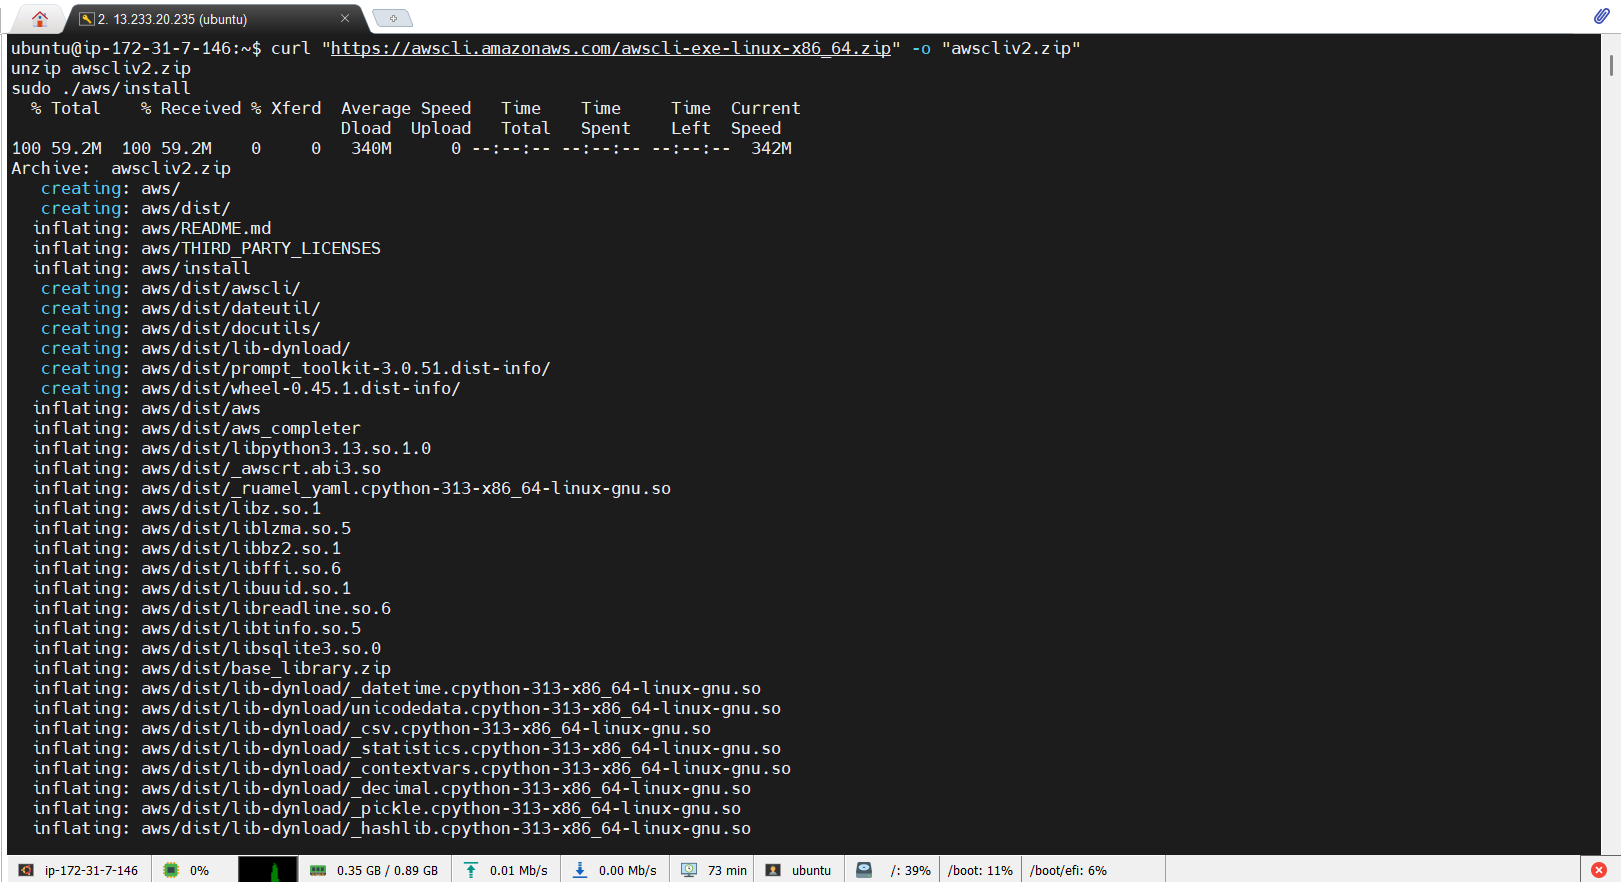 2. 13.233.20.235 (ubuntu)
ubuntu@ip-172-31-7-146:~$ curl "https://awscli.amazonaws.com/awscli-exe-linux-x86_64.zip" -o "awscliv2.zip"
unzip awscliv2.zip
sudo ./aws/install
  % Total    % Received % Xferd  Average Speed   Time    Time     Time  Current
                                 Dload  Upload   Total   Spent    Left  Speed
100 59.2M  100 59.2M    0     0   340M      0 --:--:-- --:--:-- --:--:--  342M
Archive:  awscliv2.zip
   creating: aws/
   creating: aws/dist/
  inflating: aws/README.md
  inflating: aws/THIRD_PARTY_LICENSES
  inflating: aws/install
   creating: aws/dist/awscli/
   creating: aws/dist/dateutil/
   creating: aws/dist/docutils/
   creating: aws/dist/lib-dynload/
   creating: aws/dist/prompt_toolkit-3.0.51.dist-info/
   creating: aws/dist/wheel-0.45.1.dist-info/
  inflating: aws/dist/aws
  inflating: aws/dist/aws_completer
  inflating: aws/dist/libpython3.13.so.1.0
  inflating: aws/dist/_awscrt.abi3.so
  inflating: aws/dist/_ruamel_yaml.cpython-313-x86_64-linux-gnu.so
  inflating: aws/dist/libz.so.1
  inflating: aws/dist/liblzma.so.5
  inflating: aws/dist/libbz2.so.1
  inflating: aws/dist/libffi.so.6
  inflating: aws/dist/libuuid.so.1
  inflating: aws/dist/libreadline.so.6
  inflating: aws/dist/libtinfo.so.5
  inflating: aws/dist/libsqlite3.so.0
  inflating: aws/dist/base_library.zip
  inflating: aws/dist/lib-dynload/_datetime.cpython-313-x86_64-linux-gnu.so
  inflating: aws/dist/lib-dynload/unicodedata.cpython-313-x86_64-linux-gnu.so
  inflating: aws/dist/lib-dynload/_csv.cpython-313-x86_64-linux-gnu.so
  inflating: aws/dist/lib-dynload/_statistics.cpython-313-x86_64-linux-gnu.so
  inflating: aws/dist/lib-dynload/_contextvars.cpython-313-x86_64-linux-gnu.so
  inflating: aws/dist/lib-dynload/_decimal.cpython-313-x86_64-linux-gnu.so
  inflating: aws/dist/lib-dynload/_pickle.cpython-313-x86_64-linux-gnu.so
  inflating: aws/dist/lib-dynload/_hashlib.cpython-313-x86_64-linux-gnu.so
ip-172-31-7-146 0% 0.35 GB / 0.89 GB 0.01 Mb/s 0.00 Mb/s 73 min ubuntu /: 39% /boot: 11% /boot/efi: 6%